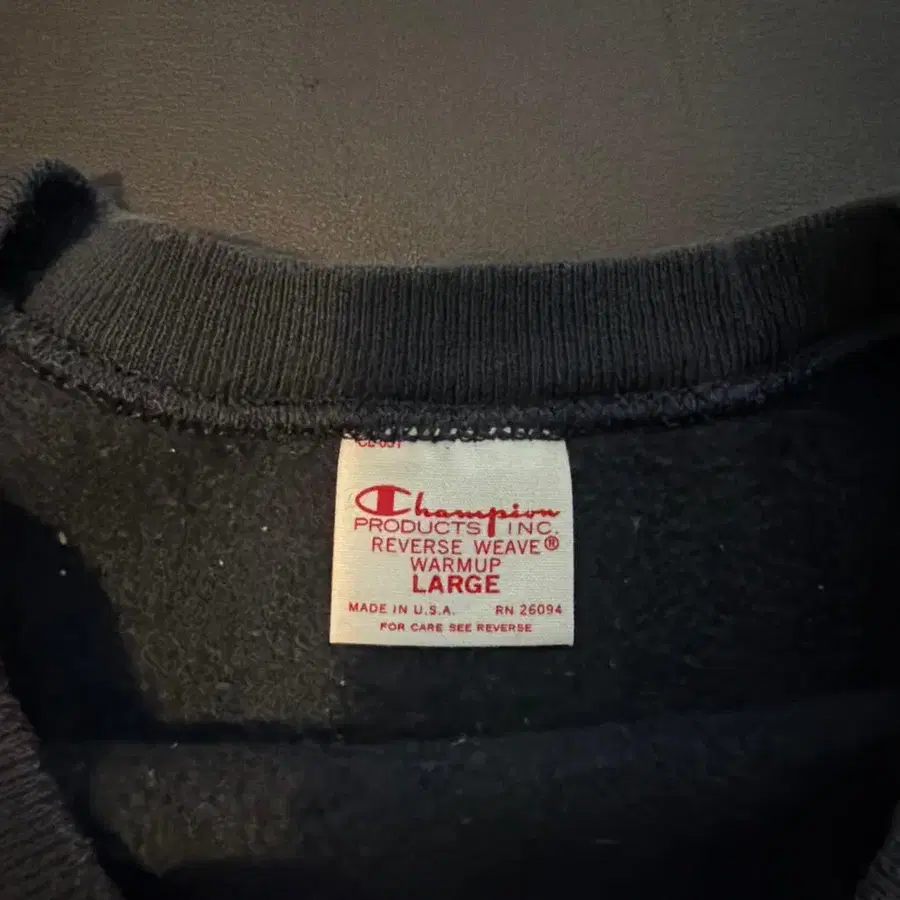 Champion
PRODUCTS INC.
REVERSE WEAVE®
WARMUP
LARGE
MADE IN U.S.A. RN 26094
FOR CARE SEE REVERSE